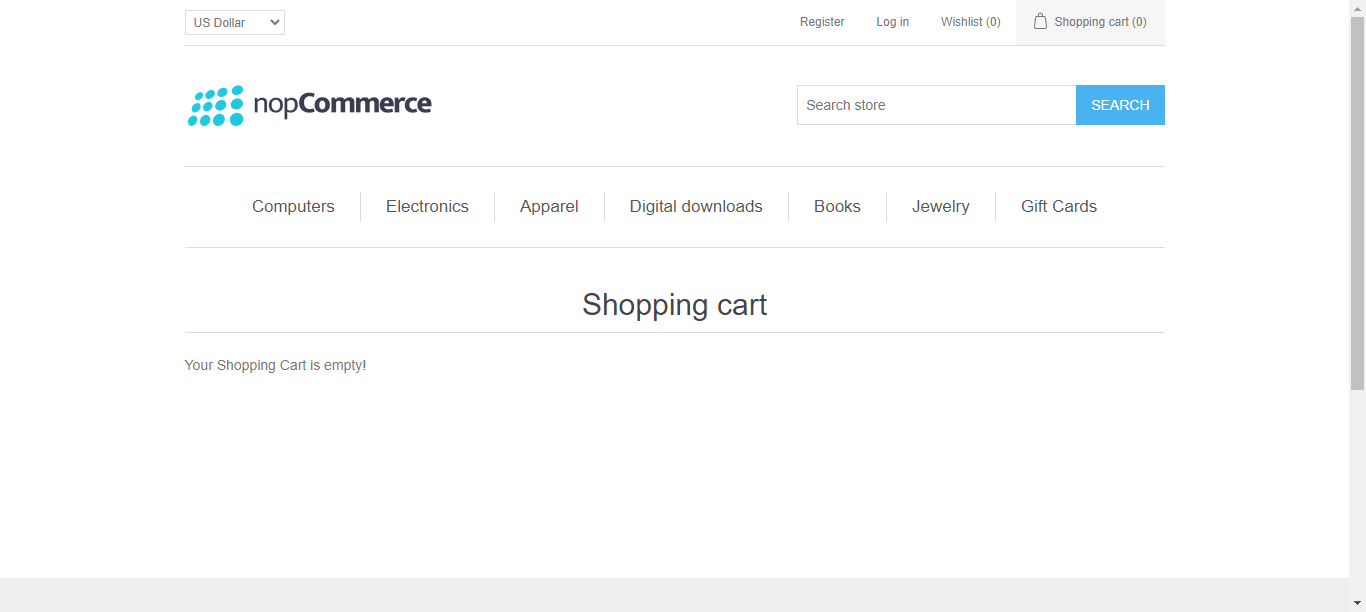 US Dollar Register Log in Wishlist (0) Shopping cart (0)
nopCommerce Search store SEARCH
Computers Electronics Apparel Digital downloads Books Jewelry Gift Cards
Shopping cart
Your Shopping Cart is empty!